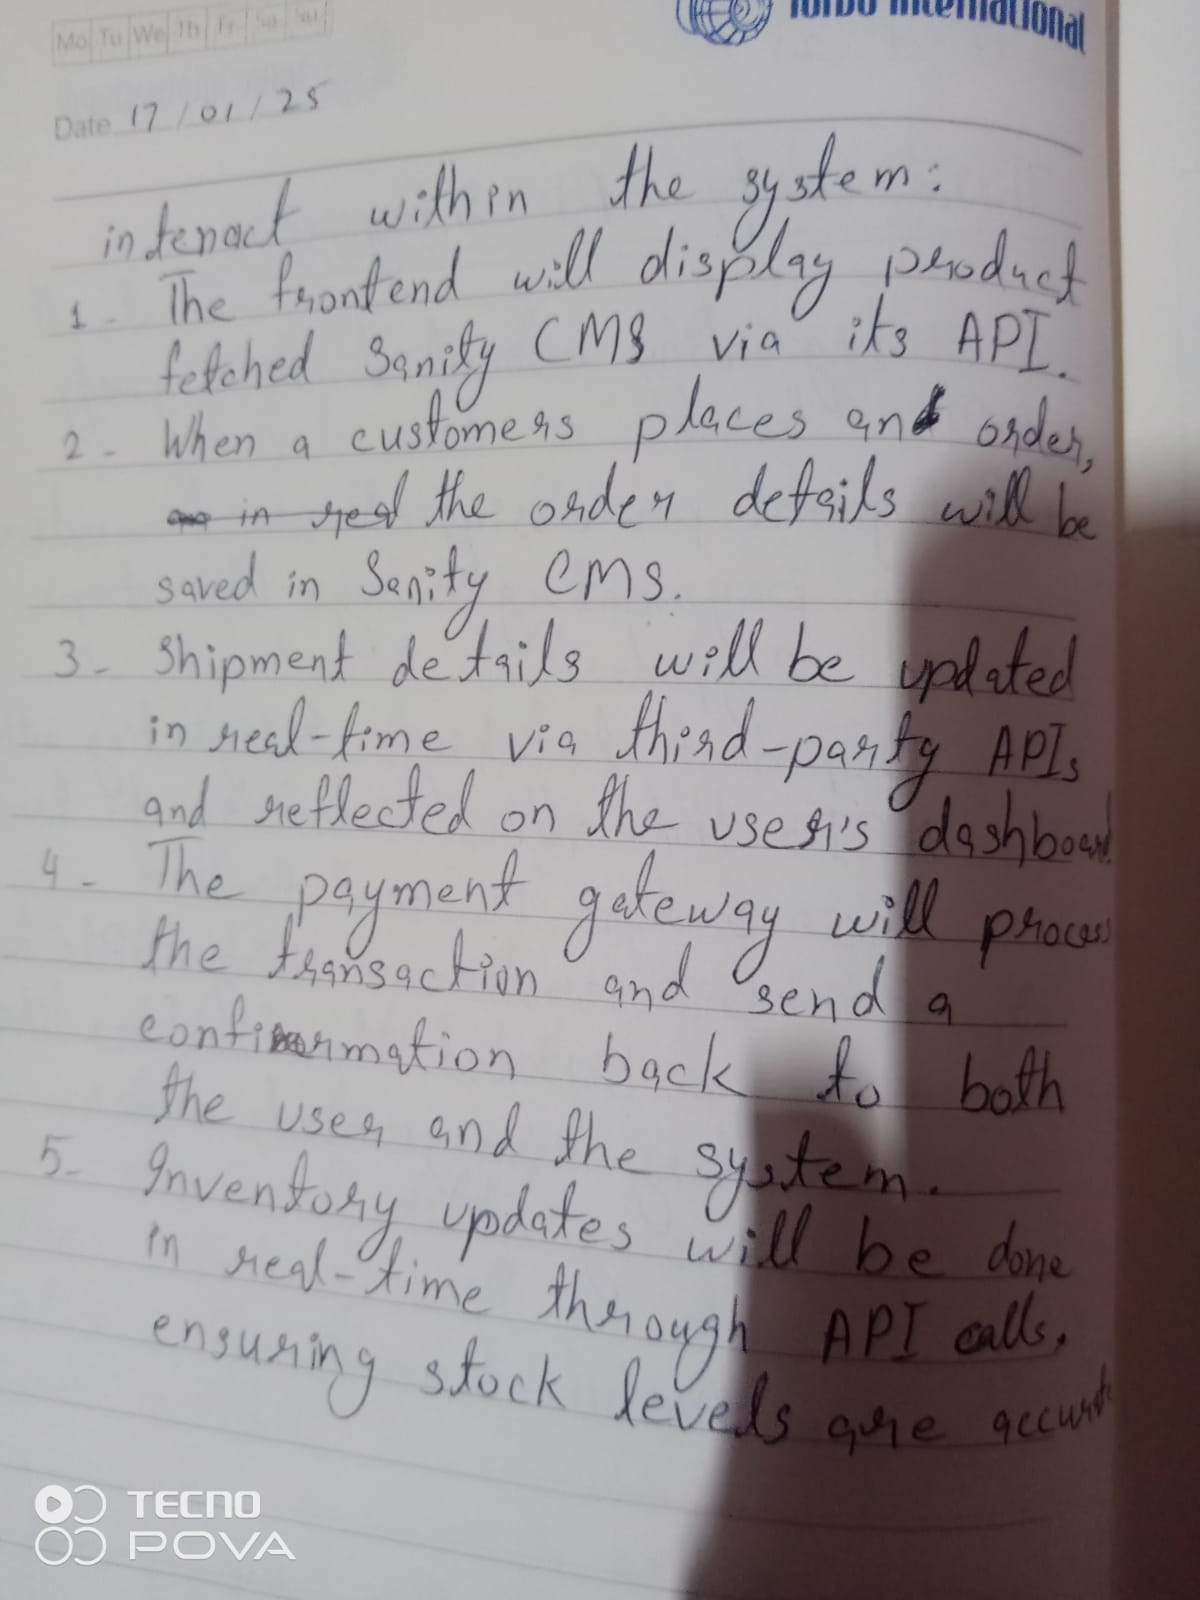 Mo Tu We Th Fr Sa Su
International
Date 17/01/25
interact within the system:
1- The frontend will display product
fetched Sanity CMS via its API.
2- When a customers places an order,
in real the order details will be
saved in Sanity CMS.
3- Shipment details will be updated
in real-time via third-party APIs
and reflected on the user's dashboard
4- The payment gateway will process
the transaction and send a
confirmation back to both
the user and the system.
5- Inventory updates will be done
in real-time through API calls,
ensuring stock levels are accurate
TECNO
POVA